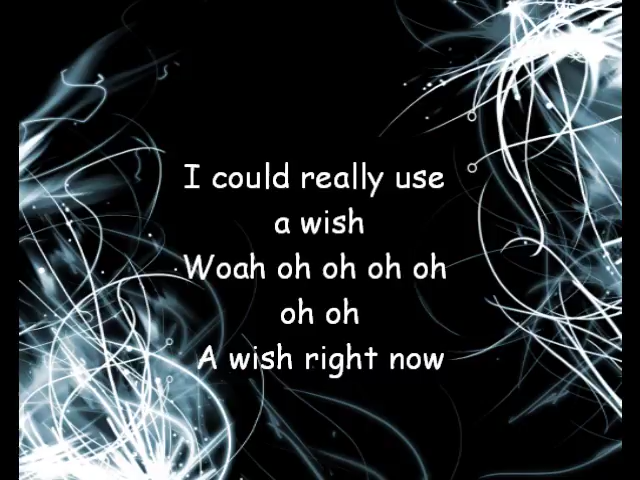 I could really use
a wish
Woah oh oh oh oh
oh oh
A wish right now